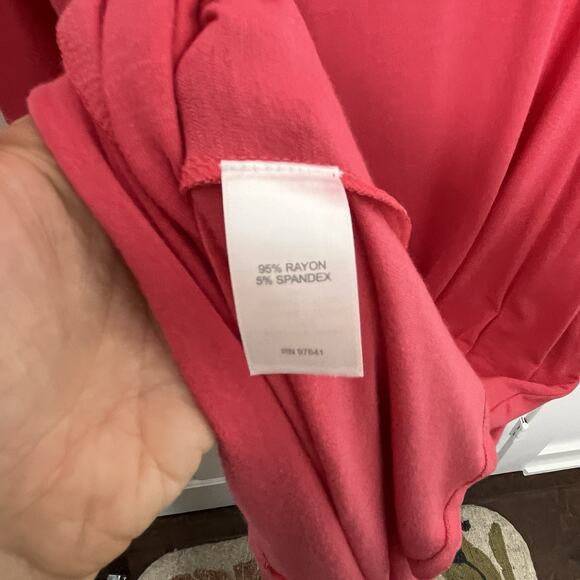 95% RAYON
5% SPANDEX
RN 97641